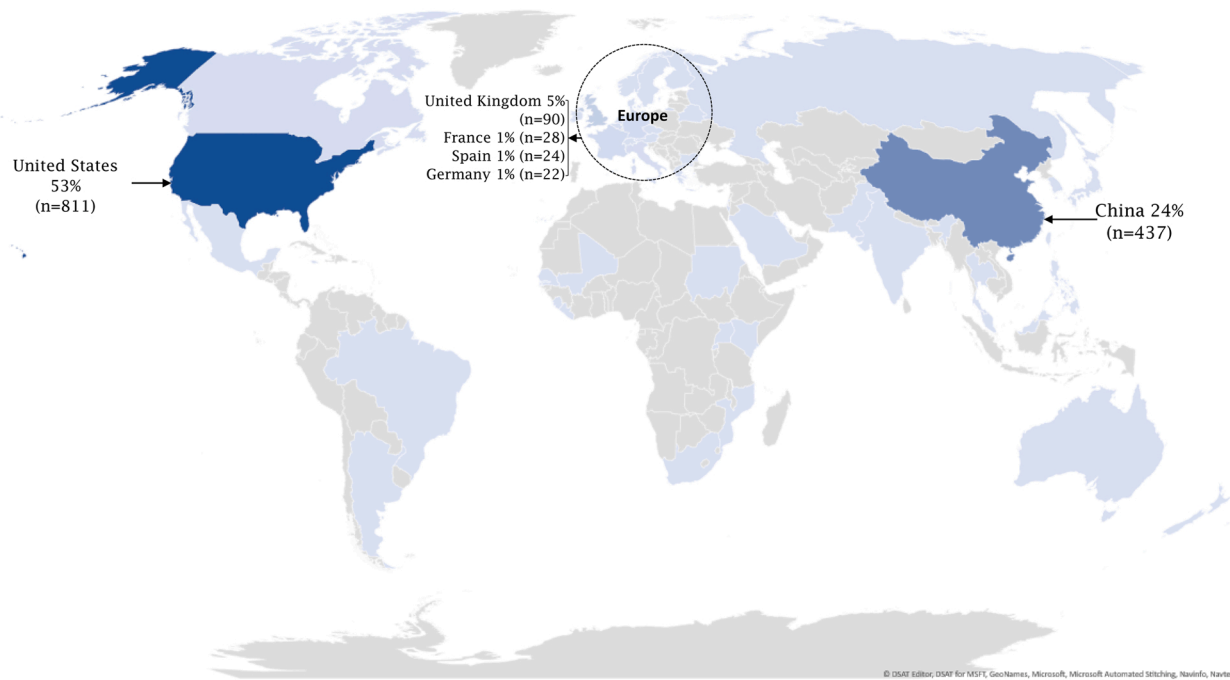 United Kingdom 5%
(n=90)
France 1% (n=28)
Spain 1% (n=24)
Germany 1% (n=22)
Europe
United States
53%
(n=811)
China 24%
(n=437)
© DSAT Editor, DSAT for MSFT, GeoNames, Microsoft, Microsoft Automated Stitching, Navinfo, Navte